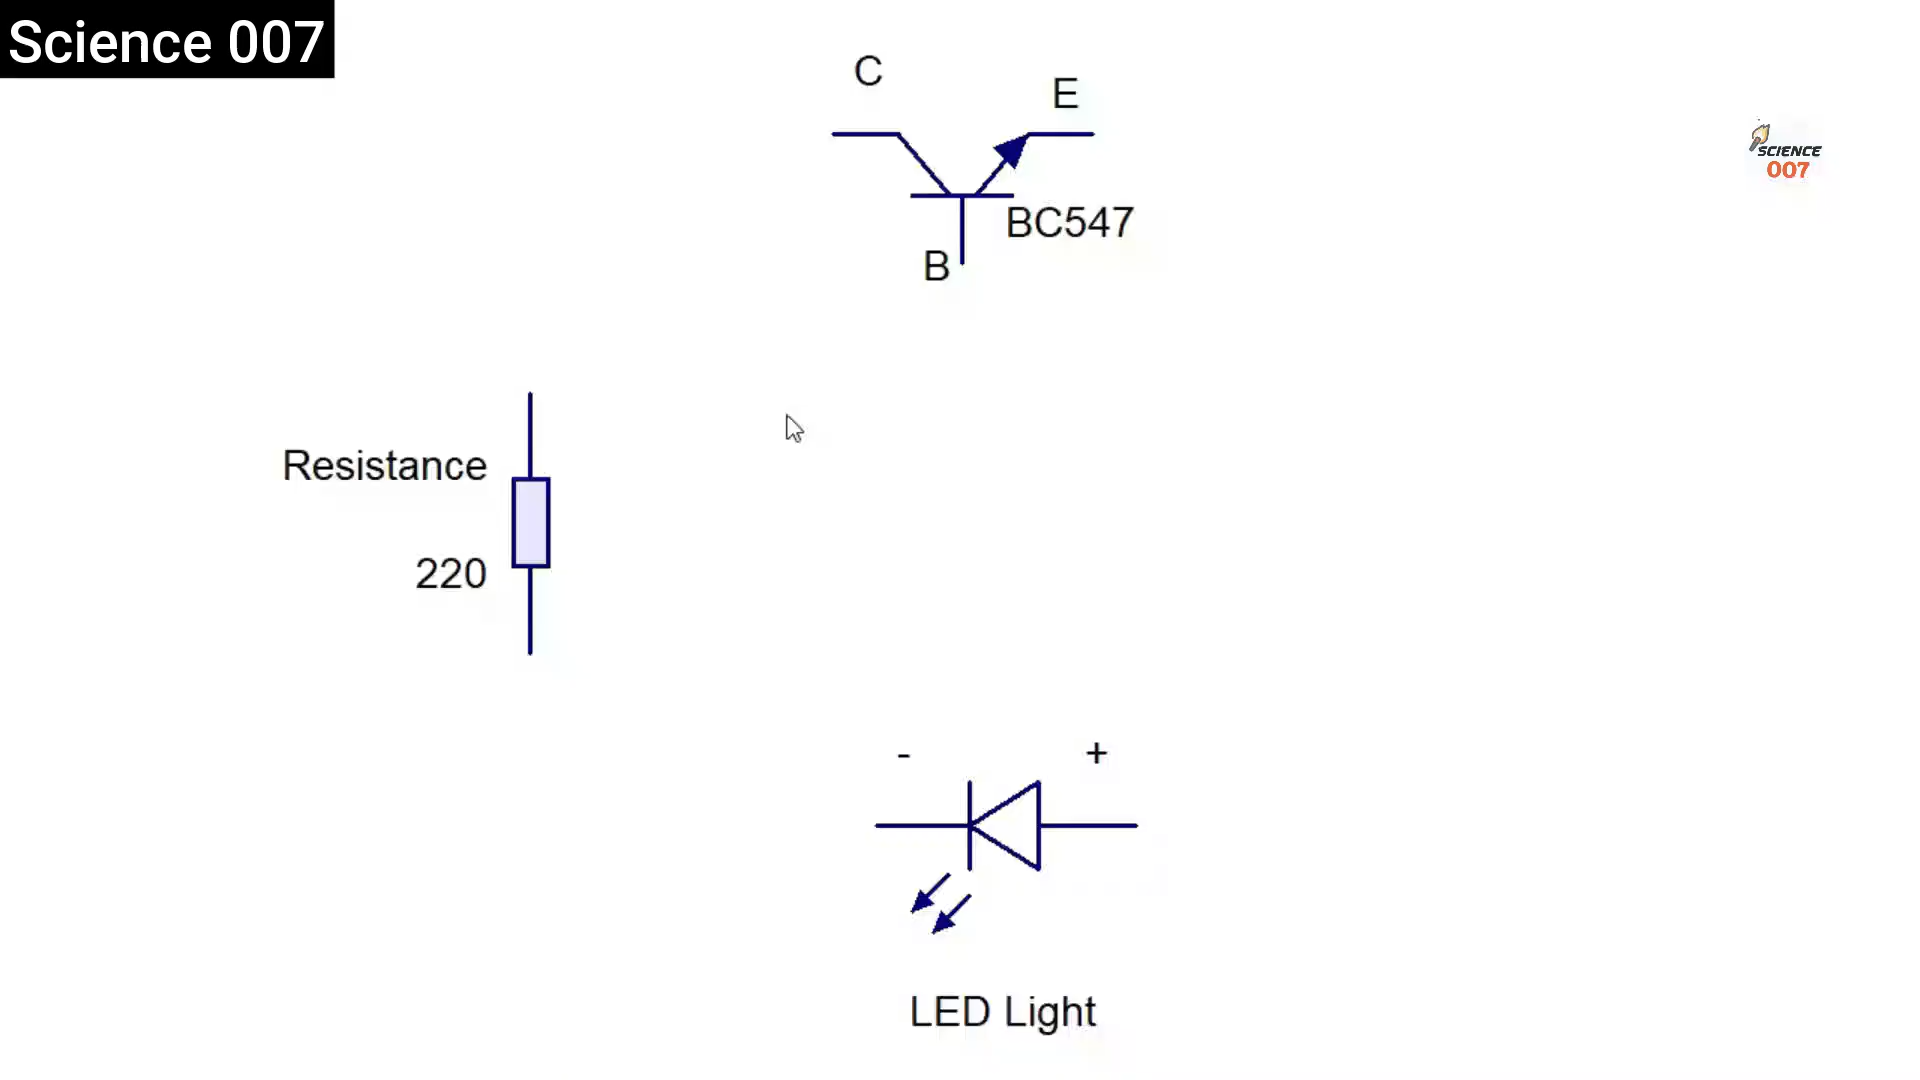 Science 007
C
E
SCIENCE
007
BC547
B
Resistance
220
- +
LED Light